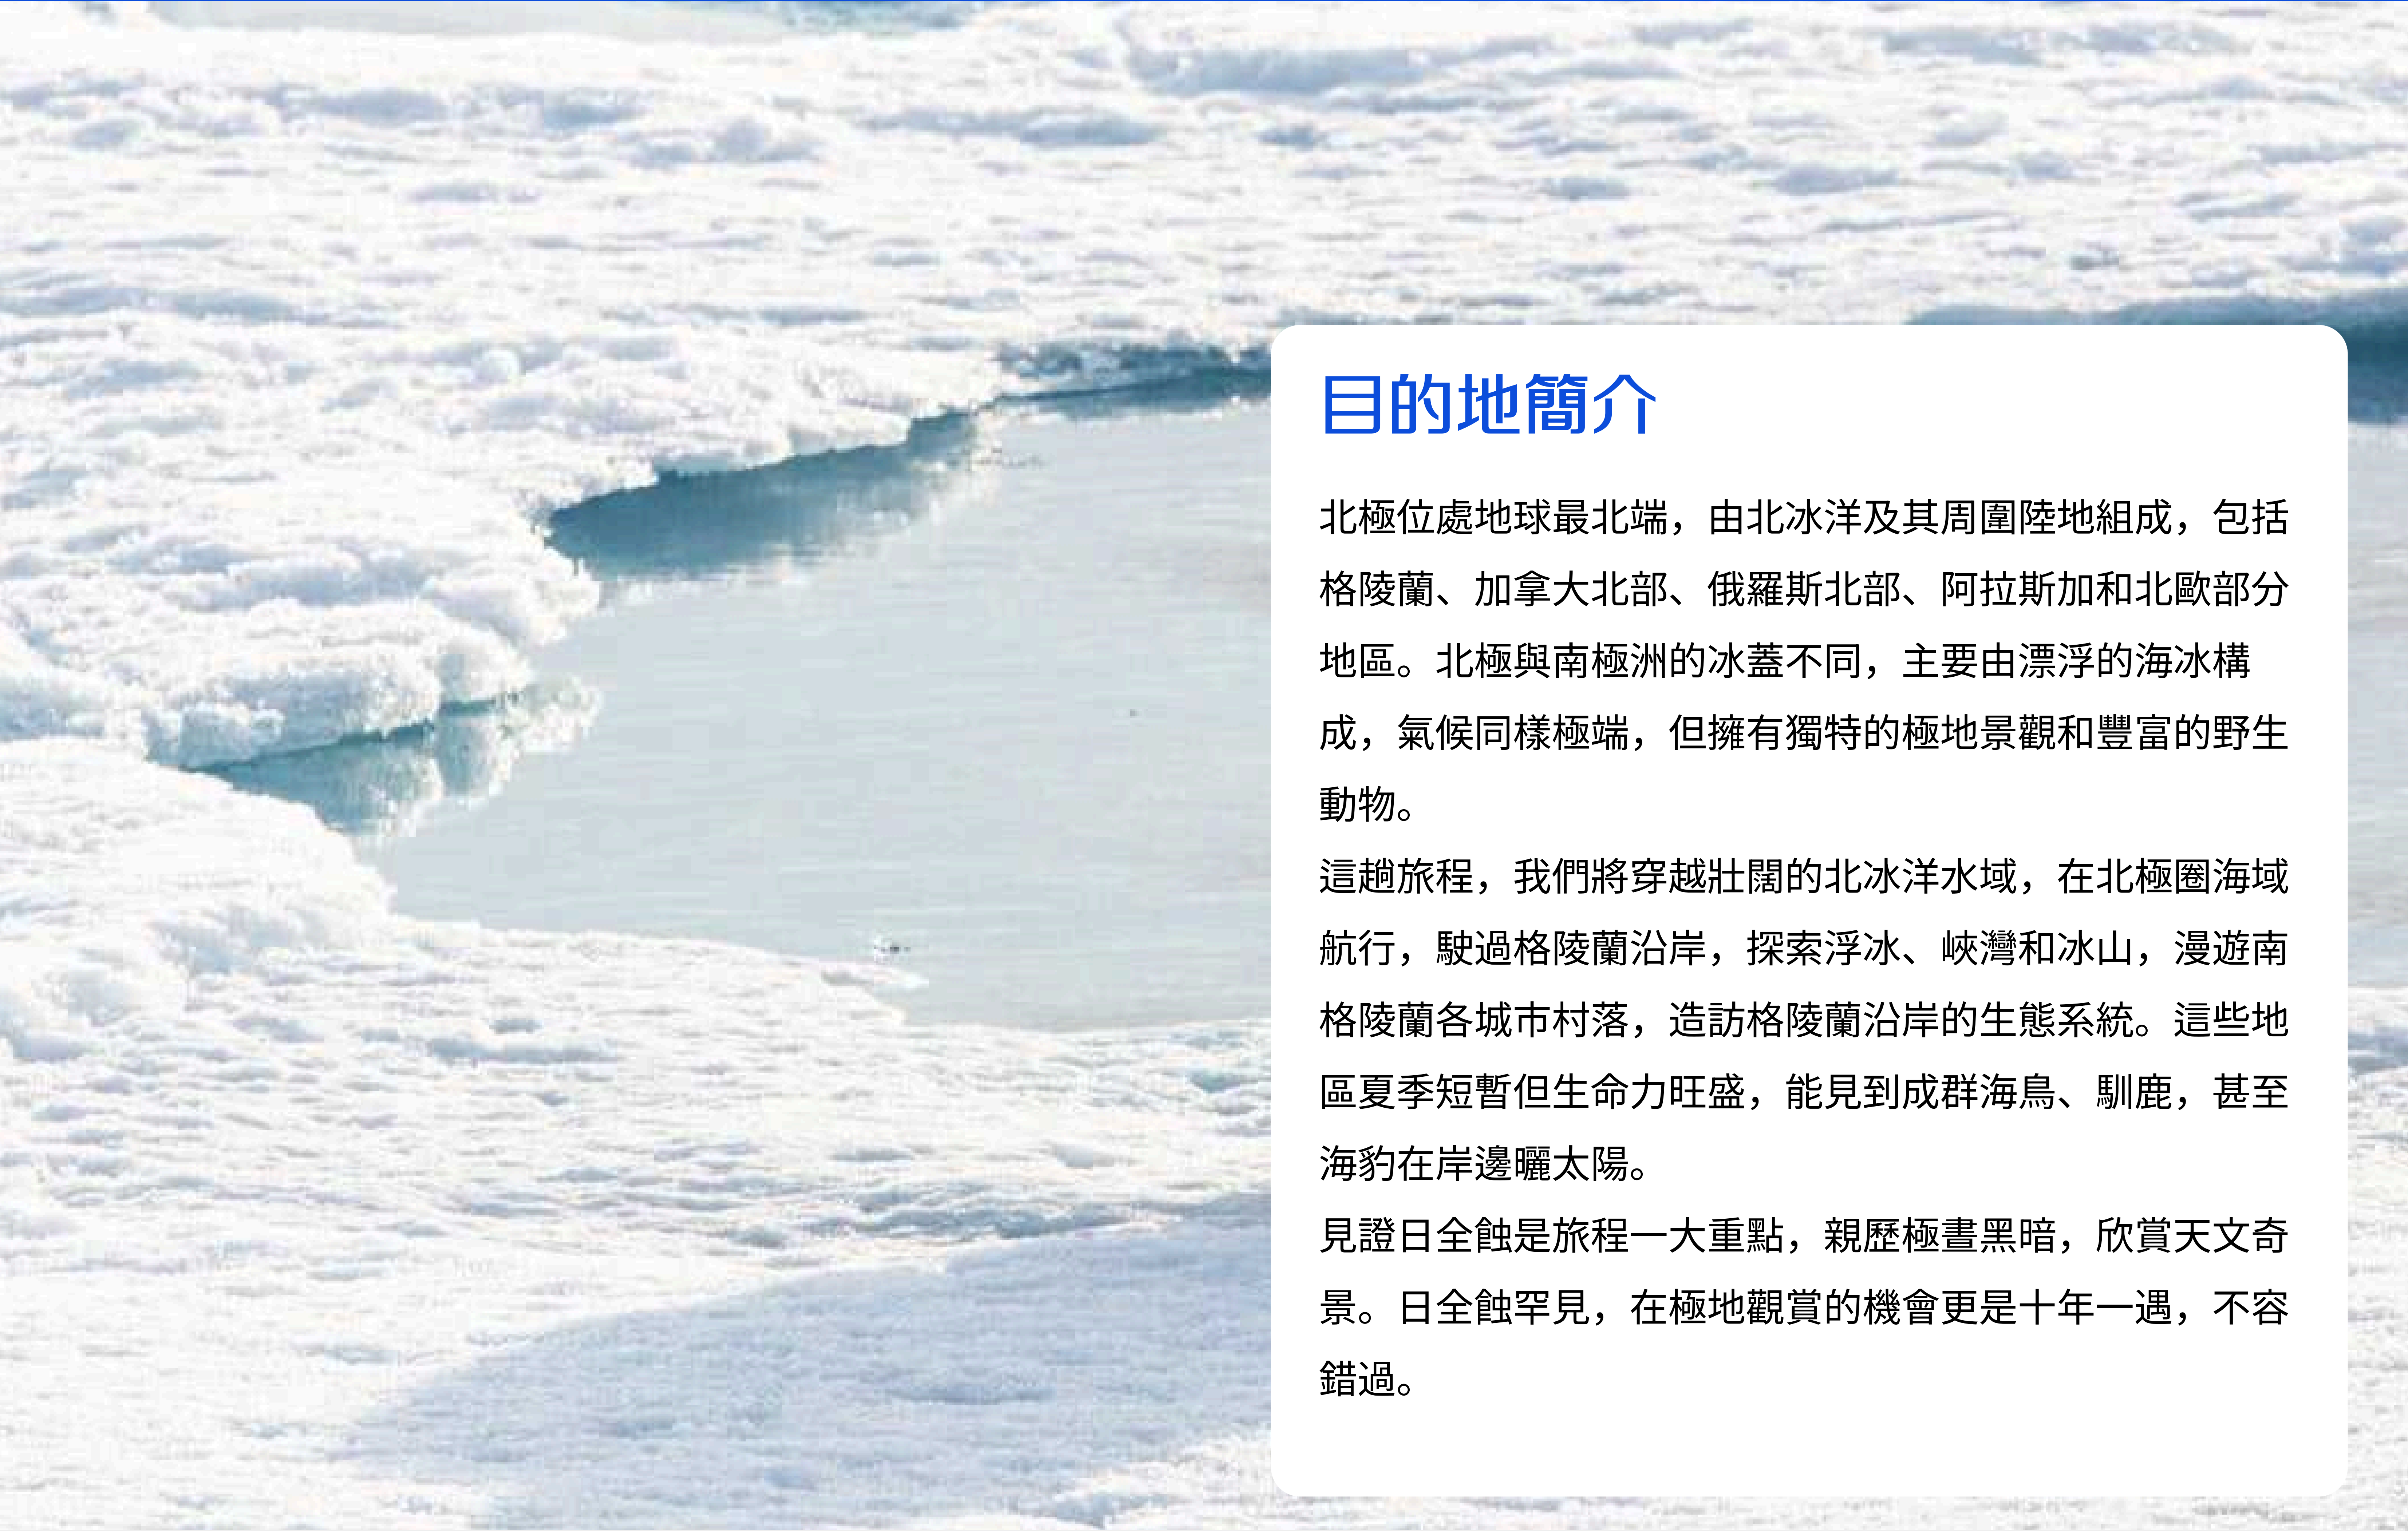 目的地簡介
北極位處地球最北端，由北冰洋及其周圍陸地組成，包括
格陵蘭、加拿大北部、俄羅斯北部、阿拉斯加和北歐部分
地區。北極與南極洲的冰蓋不同，主要由漂浮的海冰構
成，氣候同樣極端，但擁有獨特的極地景觀和豐富的野生
動物。
這趟旅程，我們將穿越壯闊的北冰洋水域，在北極圈海域
航行，駛過格陵蘭沿岸，探索浮冰、峽灣和冰山，漫遊南
格陵蘭各城市村落，造訪格陵蘭沿岸的生態系統。這些地
區夏季短暫但生命力旺盛，能見到成群海鳥、馴鹿，甚至
海豹在岸邊曬太陽。
見證日全蝕是旅程一大重點，親歷極晝黑暗，欣賞天文奇
景。日全蝕罕見，在極地觀賞的機會更是十年一遇，不容
錯過。